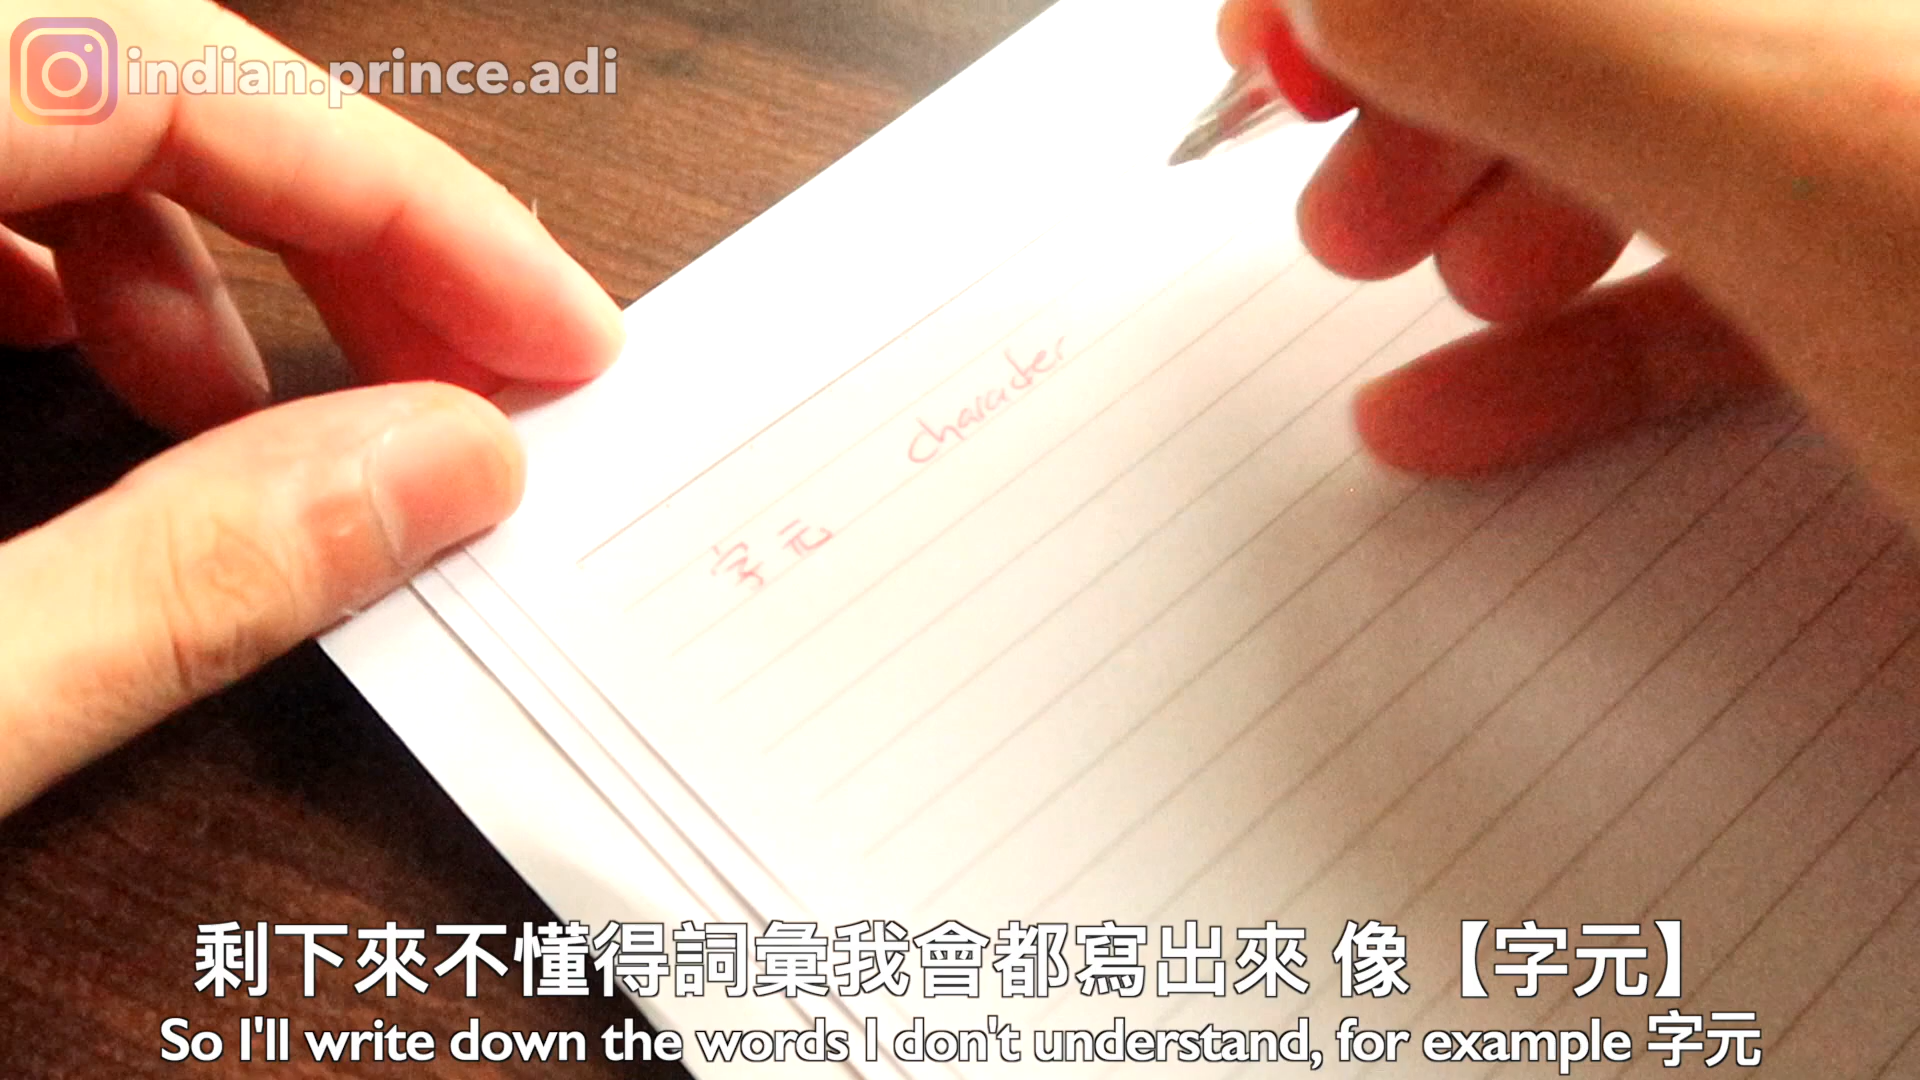 indian.prince.adi
character
字元
剩下來不懂得詞彙我會都寫出來 像【字元】
So I'll write down the words I don't understand, for example 字元